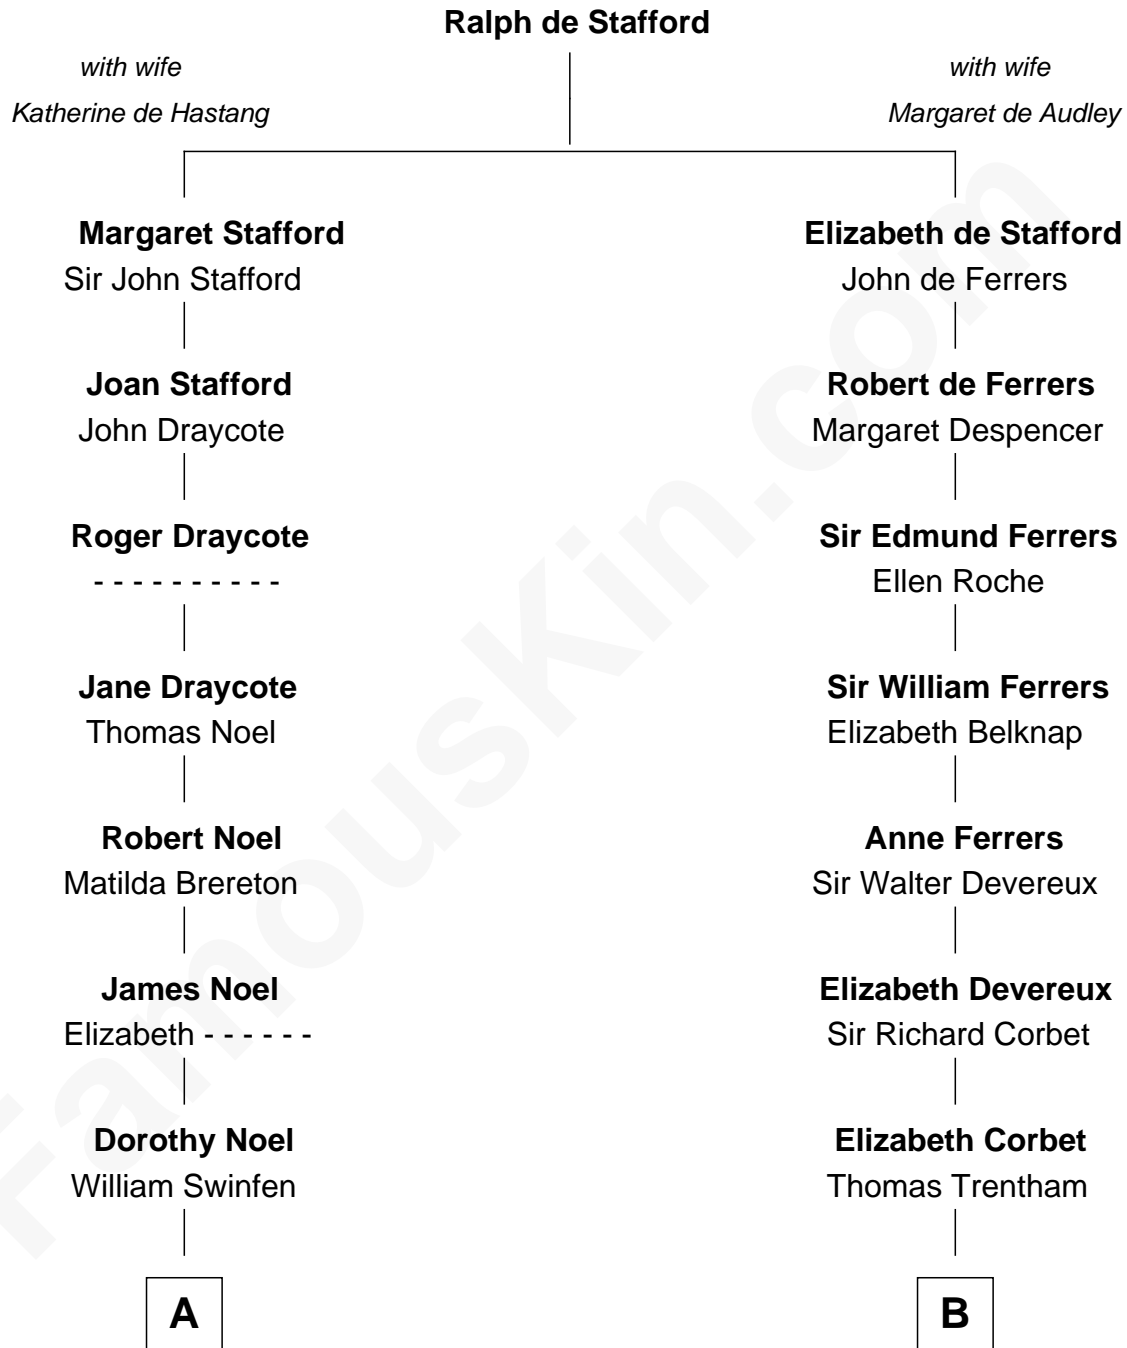 Ralph de Stafford
with wife
Katherine de Hastang
with wife
Margaret de Audley
Margaret Stafford
Sir John Stafford
Elizabeth de Stafford
John de Ferrers
Joan Stafford
John Draycote
Robert de Ferrers
Margaret Despencer
Roger Draycote
- - - - - - - - - -
Sir Edmund Ferrers
Ellen Roche
Jane Draycote
Thomas Noel
Sir William Ferrers
Elizabeth Belknap
Robert Noel
Matilda Brereton
Anne Ferrers
Sir Walter Devereux
James Noel
Elizabeth - - - - - -
Elizabeth Devereux
Sir Richard Corbet
Dorothy Noel
William Swinfen
Elizabeth Corbet
Thomas Trentham
A
B
FamousKin.com